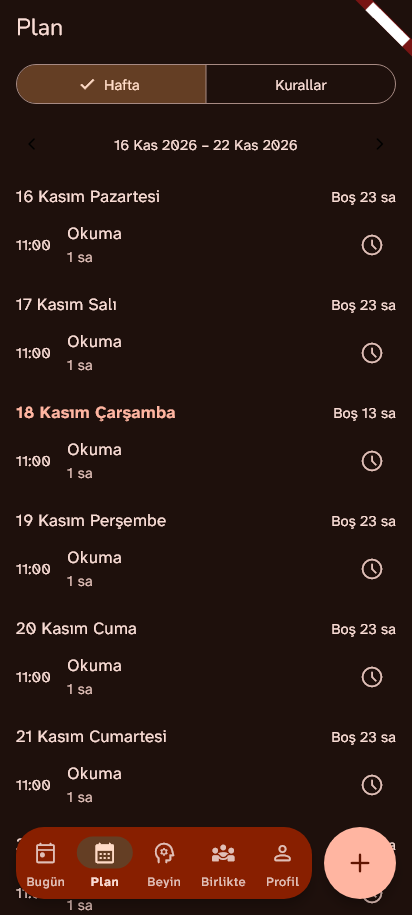 Plan
Hafta
Kurallar
16 Kas 2026 – 22 Kas 2026
16 Kasım Pazartesi
Boş 23 sa
11:00
Okuma
1 sa
17 Kasım Salı
Boş 23 sa
11:00
Okuma
1 sa
18 Kasım Çarşamba
Boş 13 sa
11:00
Okuma
1 sa
19 Kasım Perşembe
Boş 23 sa
11:00
Okuma
1 sa
20 Kasım Cuma
Boş 23 sa
11:00
Okuma
1 sa
21 Kasım Cumartesi
Boş 23 sa
11:00
Okuma
1 sa
Bugün
Plan
Beyin
Birlikte
Profil
1 sa